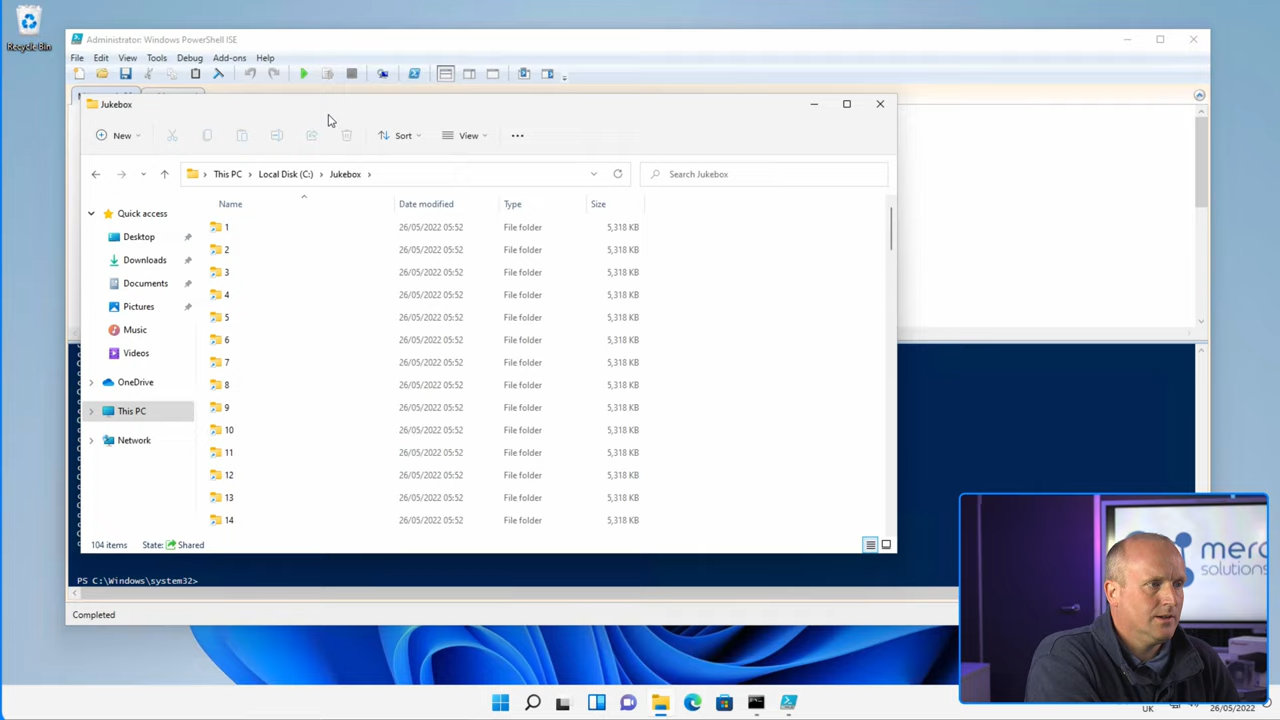 Recycle Bin
Administrator: Windows PowerShell ISE
File Edit View Tools Debug Add-ons Help
Jukebox
New Sort View
This PC Local Disk (C:) Jukebox
Search Jukebox
Name Date modified Type Size
Quick access
Desktop
Downloads
Documents
Pictures
Music
Videos
OneDrive
This PC
Network
1 26/05/2022 05:52 File folder 5,318 KB
2 26/05/2022 05:52 File folder 5,318 KB
3 26/05/2022 05:52 File folder 5,318 KB
4 26/05/2022 05:52 File folder 5,318 KB
5 26/05/2022 05:52 File folder 5,318 KB
6 26/05/2022 05:52 File folder 5,318 KB
7 26/05/2022 05:52 File folder 5,318 KB
8 26/05/2022 05:52 File folder 5,318 KB
9 26/05/2022 05:52 File folder 5,318 KB
10 26/05/2022 05:52 File folder 5,318 KB
11 26/05/2022 05:52 File folder 5,318 KB
12 26/05/2022 05:52 File folder 5,318 KB
13 26/05/2022 05:52 File folder 5,318 KB
14 26/05/2022 05:52 File folder 5,318 KB
104 items State: Shared
PS C:\Windows\system32>
Completed
solutions
UK
26/05/2022